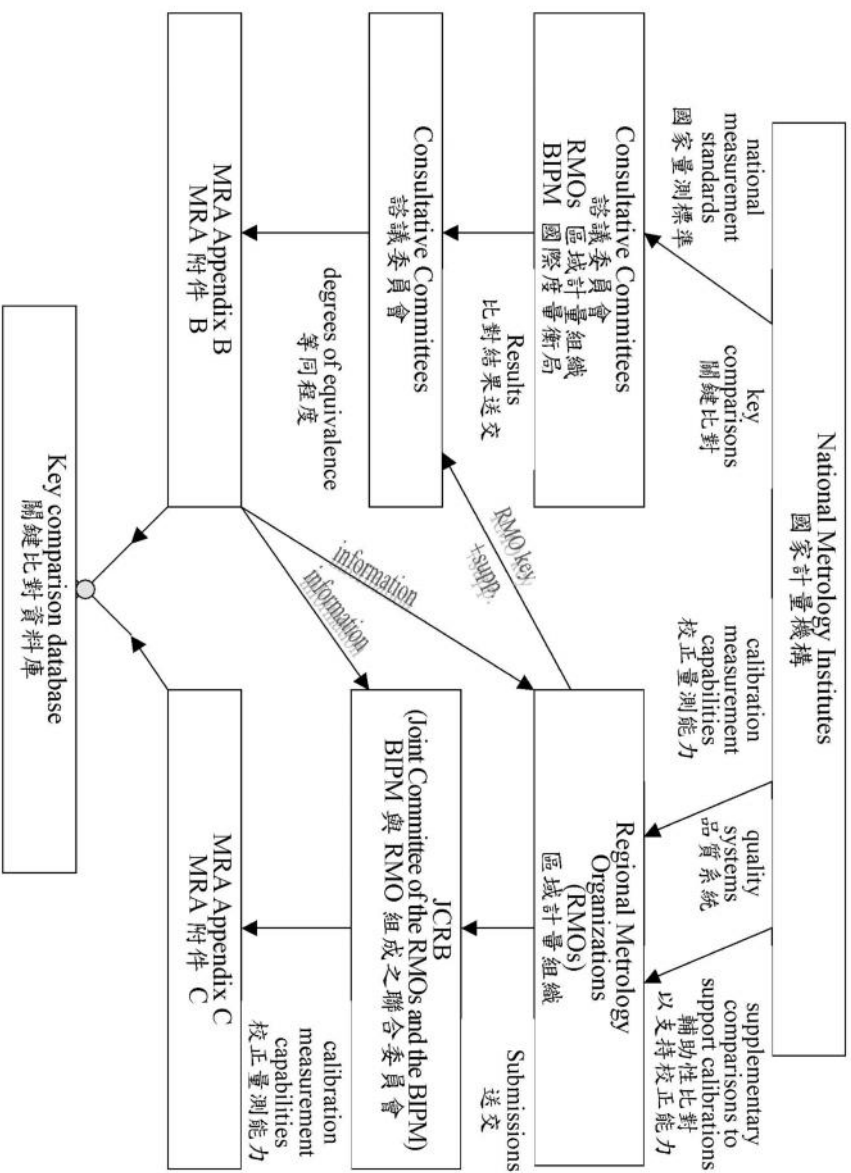 National Metrology Institutes
國家計量機構
national
measurement
standards
國家量測標準
key
comparisons
關鍵比對
calibration
measurement
capabilities
校正量測能力
quality
systems
品質系統
supplementary
comparisons to
support calibrations
輔助性比對
以支持校正能力
Consultative Committees
諮議委員會
RMOs 區域計量組織
BIPM 國際度量衡局
Regional Metrology
Organizations
(RMOs)
區域計量組織
Results
比對結果送交
RMO key
+supp.
Submissions
送交
Consultative Committees
諮議委員會
JCRB
(Joint Committee of the RMOs and the BIPM)
BIPM 與 RMO 組成之聯合委員會
degrees of equivalence
等同程度
information
information
calibration
measurement
capabilities
校正量測能力
MRA Appendix B
MRA 附件 B
MRA Appendix C
MRA 附件 C
Key comparison database
關鍵比對資料庫